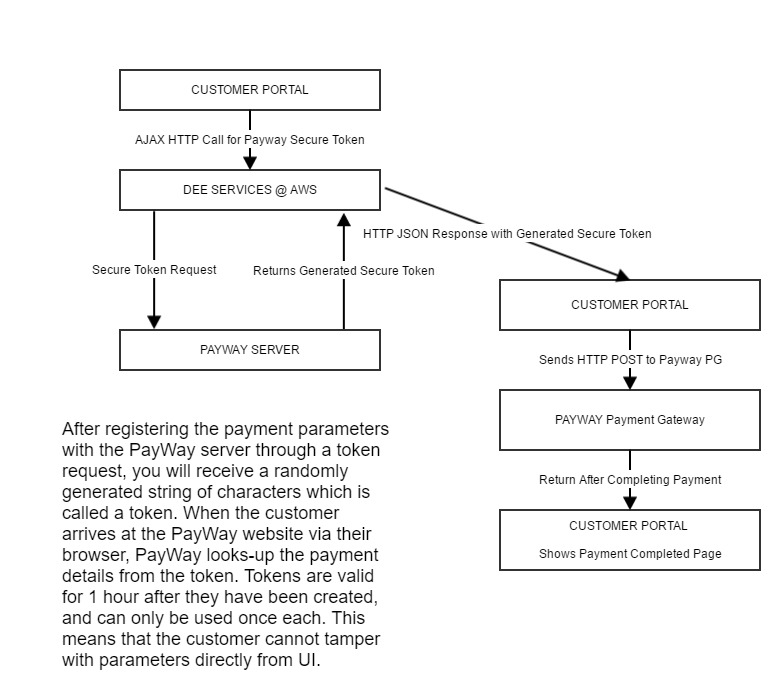 CUSTOMER PORTAL
AJAX HTTP Call for Payway Secure Token
DEE SERVICES @ AWS
HTTP JSON Response with Generated Secure Token
Secure Token Request
Returns Generated Secure Token
PAYWAY SERVER
CUSTOMER PORTAL
Sends HTTP POST to Payway PG
PAYWAY Payment Gateway
Return After Completing Payment
CUSTOMER PORTAL
Shows Payment Completed Page
After registering the payment parameters
with the PayWay server through a token
request, you will receive a randomly
generated string of characters which is
called a token. When the customer
arrives at the PayWay website via their
browser, PayWay looks-up the payment
details from the token. Tokens are valid
for 1 hour after they have been created,
and can only be used once each. This
means that the customer cannot tamper
with parameters directly from UI.